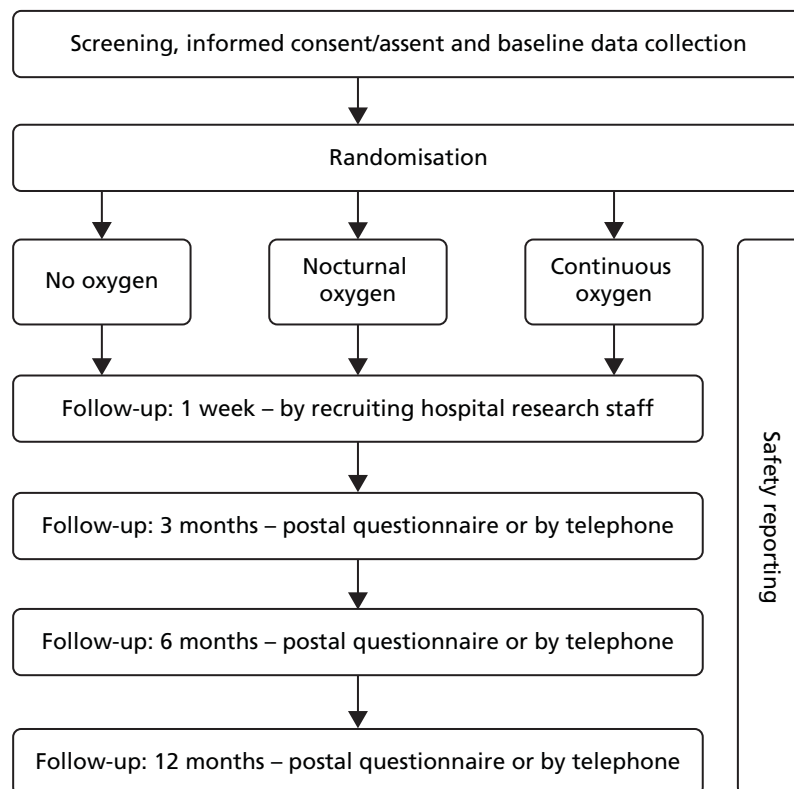 Screening, informed consent/assent and baseline data collection
Randomisation
No oxygen
Nocturnal
oxygen
Continuous
oxygen
Follow-up: 1 week – by recruiting hospital research staff
Follow-up: 3 months – postal questionnaire or by telephone
Follow-up: 6 months – postal questionnaire or by telephone
Follow-up: 12 months – postal questionnaire or by telephone
Safety reporting